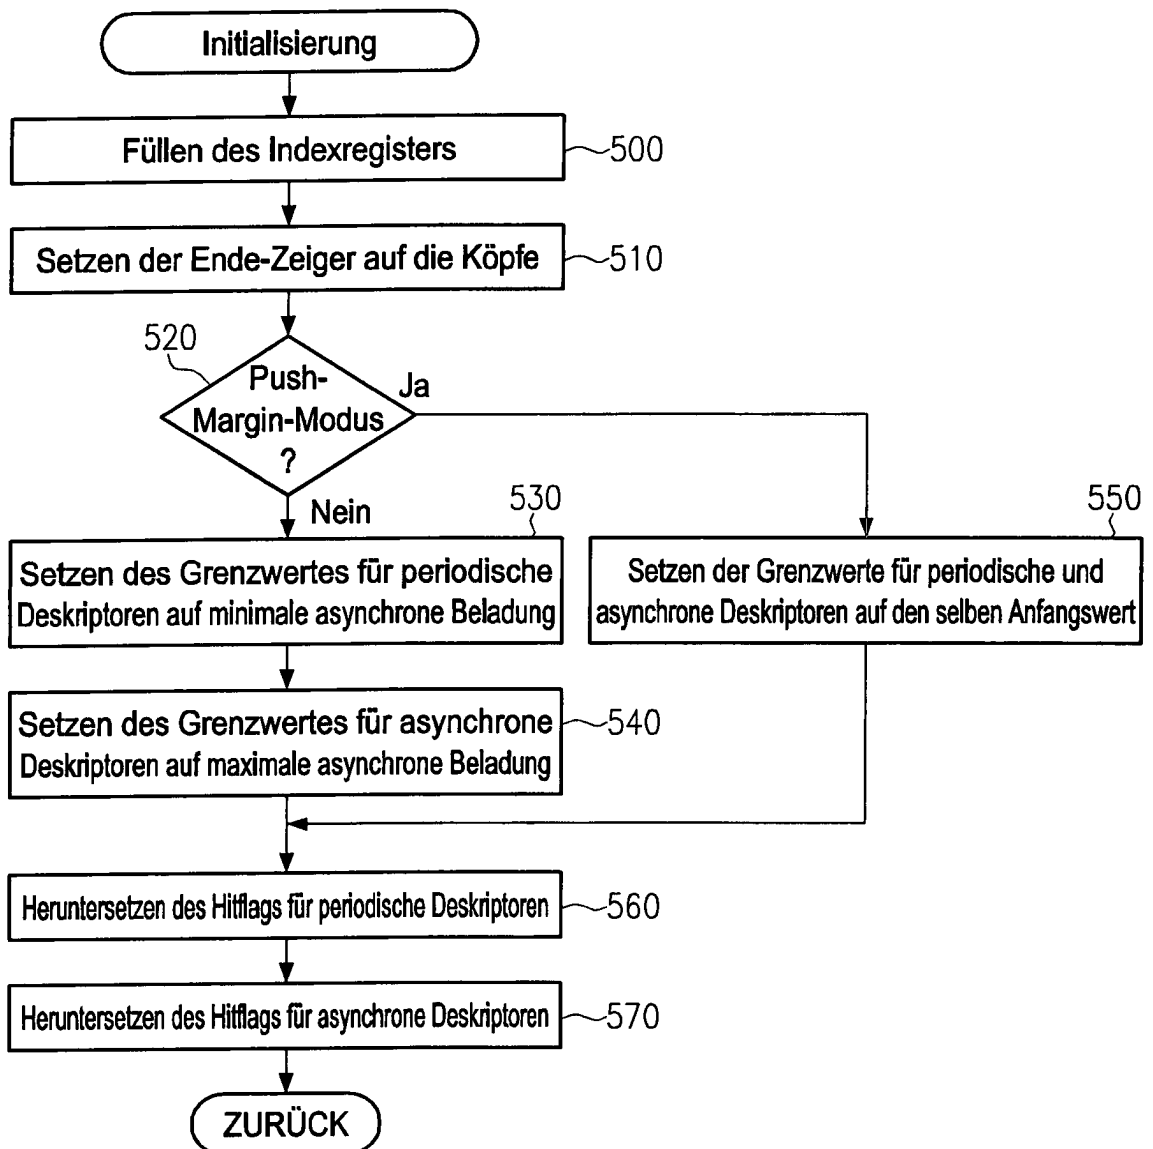 Initialisierung
Füllen des Indexregisters
500
Setzen der Ende-Zeiger auf die Köpfe
510
520
Push-
Margin-Modus
?
Ja
Nein
530
Setzen des Grenzwertes für periodische
Deskriptoren auf minimale asynchrone Beladung
550
Setzen der Grenzwerte für periodische und
asynchrone Deskriptoren auf den selben Anfangswert
Setzen des Grenzwertes für asynchrone
Deskriptoren auf maximale asynchrone Beladung
540
Heruntersetzen des Hitflags für periodische Deskriptoren
560
Heruntersetzen des Hitflags für asynchrone Deskriptoren
570
ZURÜCK